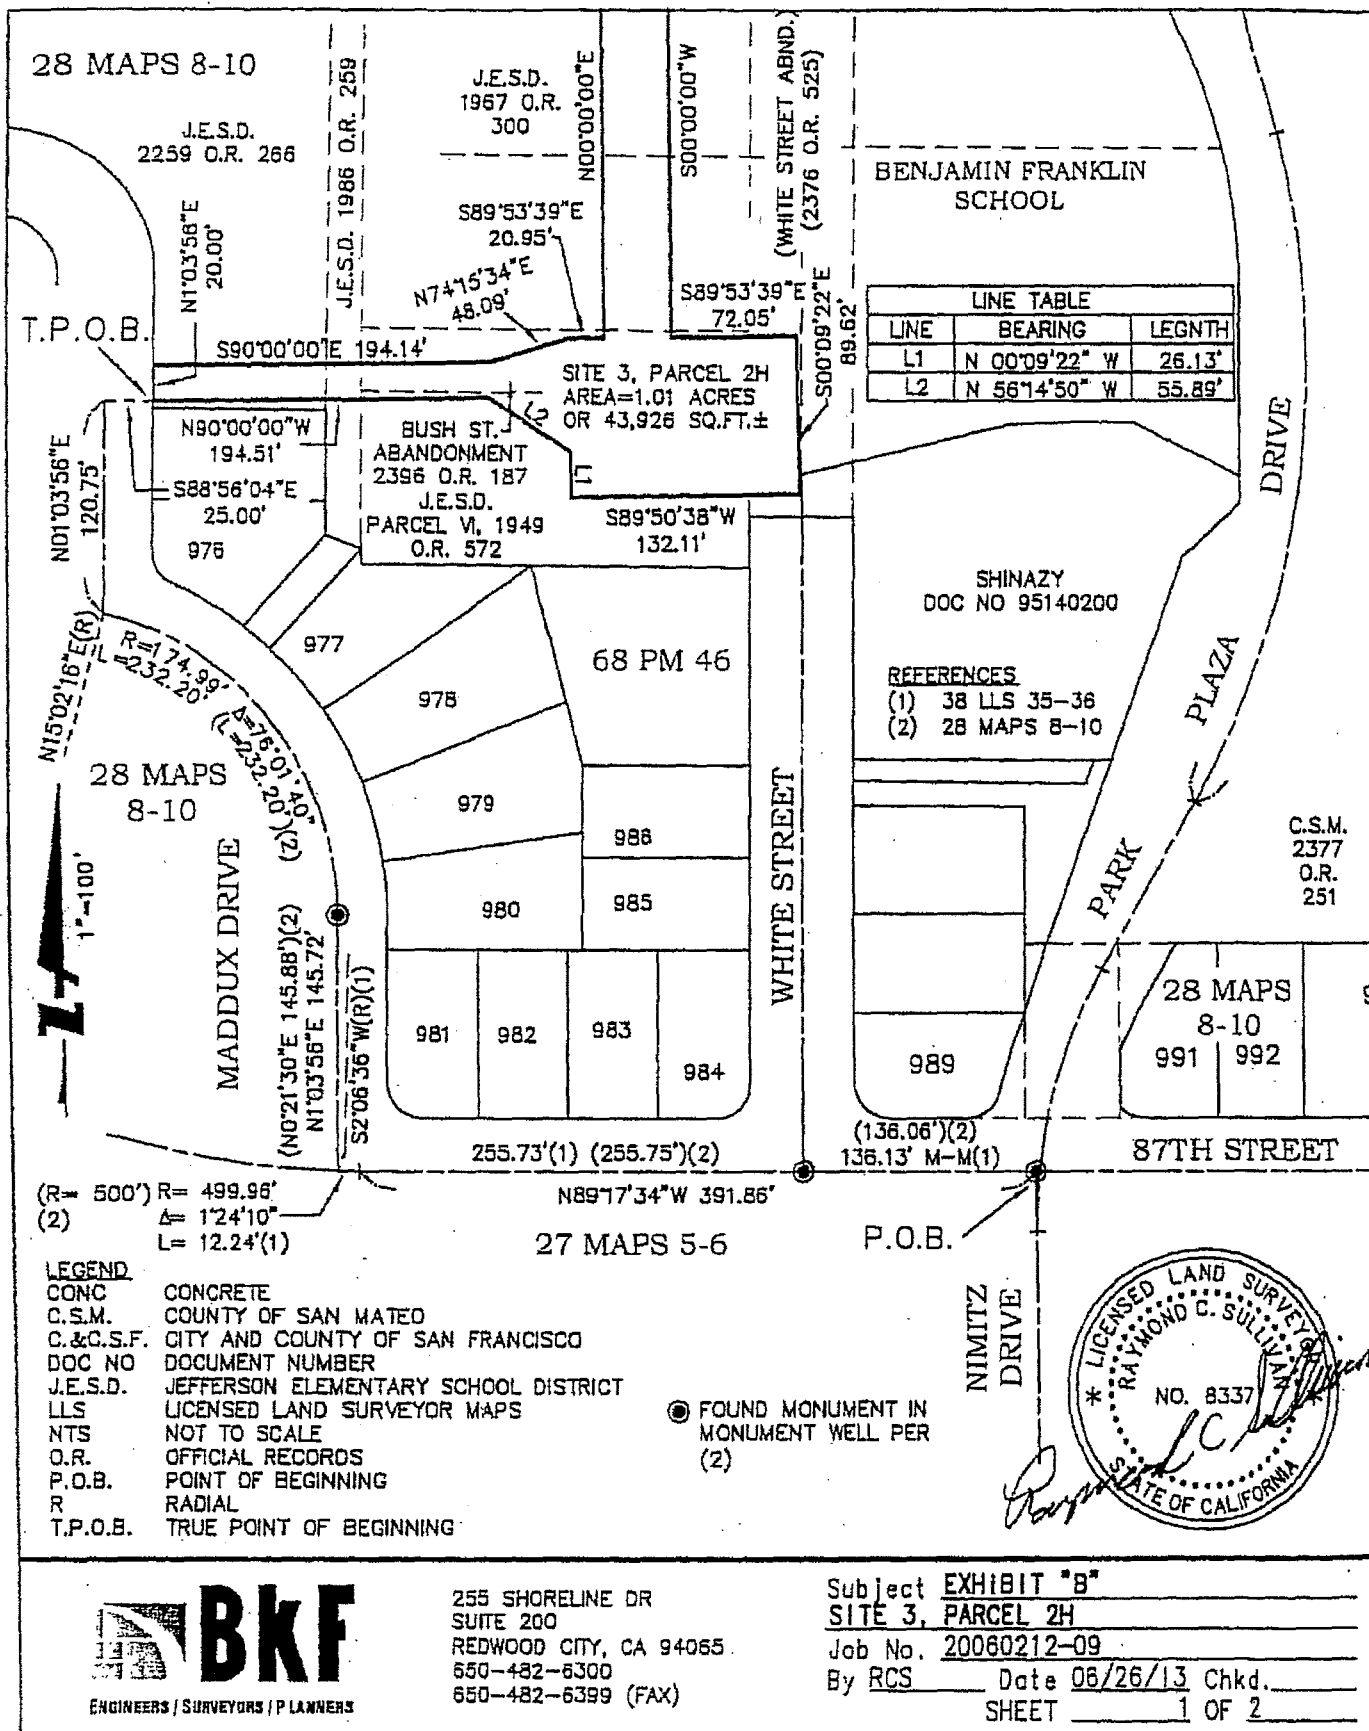 28 MAPS 8-10
J.E.S.D.
2259 O.R. 266
J.E.S.D. 1986 O.R. 259
J.E.S.D.
1967 O.R.
300
N00°00'00"E
S00°00'00"W
(WHITE STREET ABND.)
(2376 O.R. 525)
BENJAMIN FRANKLIN
SCHOOL
N1°03'56"E
20.00'
S89°53'39"E
20.95'
N74°15'34"E
48.09'
S89°53'39"E
72.05'
S00°09'22"E
89.62'
T.P.O.B.
S90°00'00"E 194.14'
LINE TABLE
LINE BEARING LEGNTH
L1 N 00°09'22" W 26.13'
L2 N 56°14'50" W 55.89'
SITE 3, PARCEL 2H
AREA=1.01 ACRES
OR 43,926 SQ.FT.±
L2
L1
N90°00'00"W
194.51'
BUSH ST.
ABANDONMENT
2396 O.R. 187
J.E.S.D.
PARCEL VI, 1949
O.R. 572
N01°03'56"E
120.75'
S88°56'04"E
25.00'
976
S89°50'38"W
132.11'
SHINAZY
DOC NO 95140200
N15°02'16"E(R)
R=174.99'
L=232.20'
Δ=76°01'40"
(L=232.20')(2)
977
978
68 PM 46
REFERENCES
(1) 38 LLS 35-36
(2) 28 MAPS 8-10
28 MAPS
8-10
979
986
980
985
1"=100'
MADDUX DRIVE
(N0°21'30"E 145.88')(2)
N1°03'56"E 145.72'
S2°06'36"W(R)(1)
WHITE STREET
PARK PLAZA DRIVE
C.S.M.
2377
O.R.
251
981
982
983
984
989
28 MAPS
8-10
991
992
9
255.73'(1) (255.75')(2)
(136.06')(2)
136.13' M-M(1)
87TH STREET
N89°17'34"W 391.86'
(R= 500')
(2)
R= 499.96'
Δ= 1°24'10"
L= 12.24'(1)
27 MAPS 5-6
P.O.B.
NIMITZ
DRIVE
LEGEND
CONC CONCRETE
C.S.M. COUNTY OF SAN MATEO
C.&C.S.F. CITY AND COUNTY OF SAN FRANCISCO
DOC NO DOCUMENT NUMBER
J.E.S.D. JEFFERSON ELEMENTARY SCHOOL DISTRICT
LLS LICENSED LAND SURVEYOR MAPS
NTS NOT TO SCALE
O.R. OFFICIAL RECORDS
P.O.B. POINT OF BEGINNING
R RADIAL
T.P.O.B. TRUE POINT OF BEGINNING
FOUND MONUMENT IN
MONUMENT WELL PER
(2)
LICENSED LAND SURVEYOR
RAYMOND C. SULLIVAN
NO. 8337
STATE OF CALIFORNIA
BKF
ENGINEERS / SURVEYORS / PLANNERS
255 SHORELINE DR
SUITE 200
REDWOOD CITY, CA 94065
650-482-6300
650-482-6399 (FAX)
Subject EXHIBIT "B"
SITE 3, PARCEL 2H
Job No. 20060212-09
By RCS Date 06/26/13 Chkd.
SHEET 1 OF 2